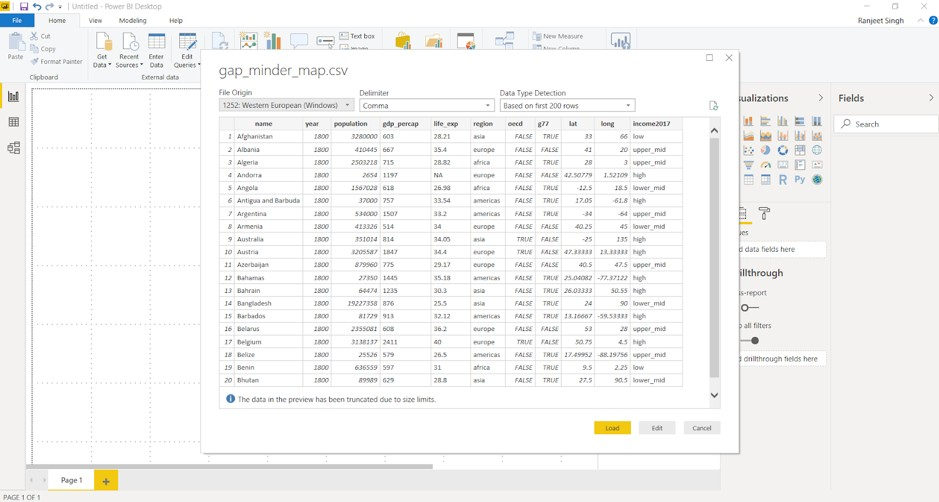 Untitled - Power BI Desktop
Ranjeet Singh
File Home View Modeling Help
Paste
Cut
Copy
Format Painter
Clipboard
Get Data
Recent Sources
Enter Data
Edit Queries
External data
Text box
New Measure
gap_minder_map.csv
File Origin Delimiter Data Type Detection
1252: Western European (Windows) Comma Based on first 200 rows
name year population gdp_percap life_exp region oecd g77 lat long income2017
1 Afghanistan 1800 3280000 603 28.21 asia FALSE TRUE 33 66 low
2 Albania 1800 410445 667 35.4 europe FALSE FALSE 41 20 upper_mid
3 Algeria 1800 2503218 715 28.82 africa FALSE TRUE 28 3 upper_mid
4 Andorra 1800 2654 1197 NA europe FALSE FALSE 42.50779 1.52109 high
5 Angola 1800 1567028 618 26.98 africa FALSE TRUE -12.5 18.5 lower_mid
6 Antigua and Barbuda 1800 37000 757 33.54 americas FALSE TRUE 17.05 -61.8 high
7 Argentina 1800 534000 1507 33.2 americas FALSE TRUE -34 -64 upper_mid
8 Armenia 1800 413326 514 34 europe FALSE FALSE 40.25 45 lower_mid
9 Australia 1800 351014 814 34.05 asia TRUE FALSE -25 135 high
10 Austria 1800 3205587 1847 34.4 europe TRUE FALSE 47.33333 13.33333 high
11 Azerbaijan 1800 879960 775 29.17 europe FALSE FALSE 40.5 47.5 upper_mid
12 Bahamas 1800 27350 1445 35.18 americas FALSE TRUE 25.04082 -77.37122 high
13 Bahrain 1800 64474 1235 30.3 asia FALSE TRUE 26.03333 50.55 high
14 Bangladesh 1800 19227358 876 25.5 asia FALSE TRUE 24 90 lower_mid
15 Barbados 1800 81729 913 32.12 americas FALSE TRUE 13.16667 -59.53333 high
16 Belarus 1800 2355081 608 36.2 europe FALSE FALSE 53 28 upper_mid
17 Belgium 1800 3138137 2411 40 europe TRUE FALSE 50.75 4.5 high
18 Belize 1800 25526 579 26.5 americas FALSE TRUE 17.49952 -88.19756 upper_mid
19 Benin 1800 636559 597 31 africa FALSE TRUE 9.5 2.25 low
20 Bhutan 1800 89989 629 28.8 asia FALSE TRUE 27.5 90.5 lower_mid
The data in the preview has been truncated due to size limits.
Load Edit Cancel
sualizations
R Py
ues
d data fields here
rillthrough
ss-report
p all filters
d drillthrough fields here
Fields
Search
Page 1
PAGE 1 OF 1